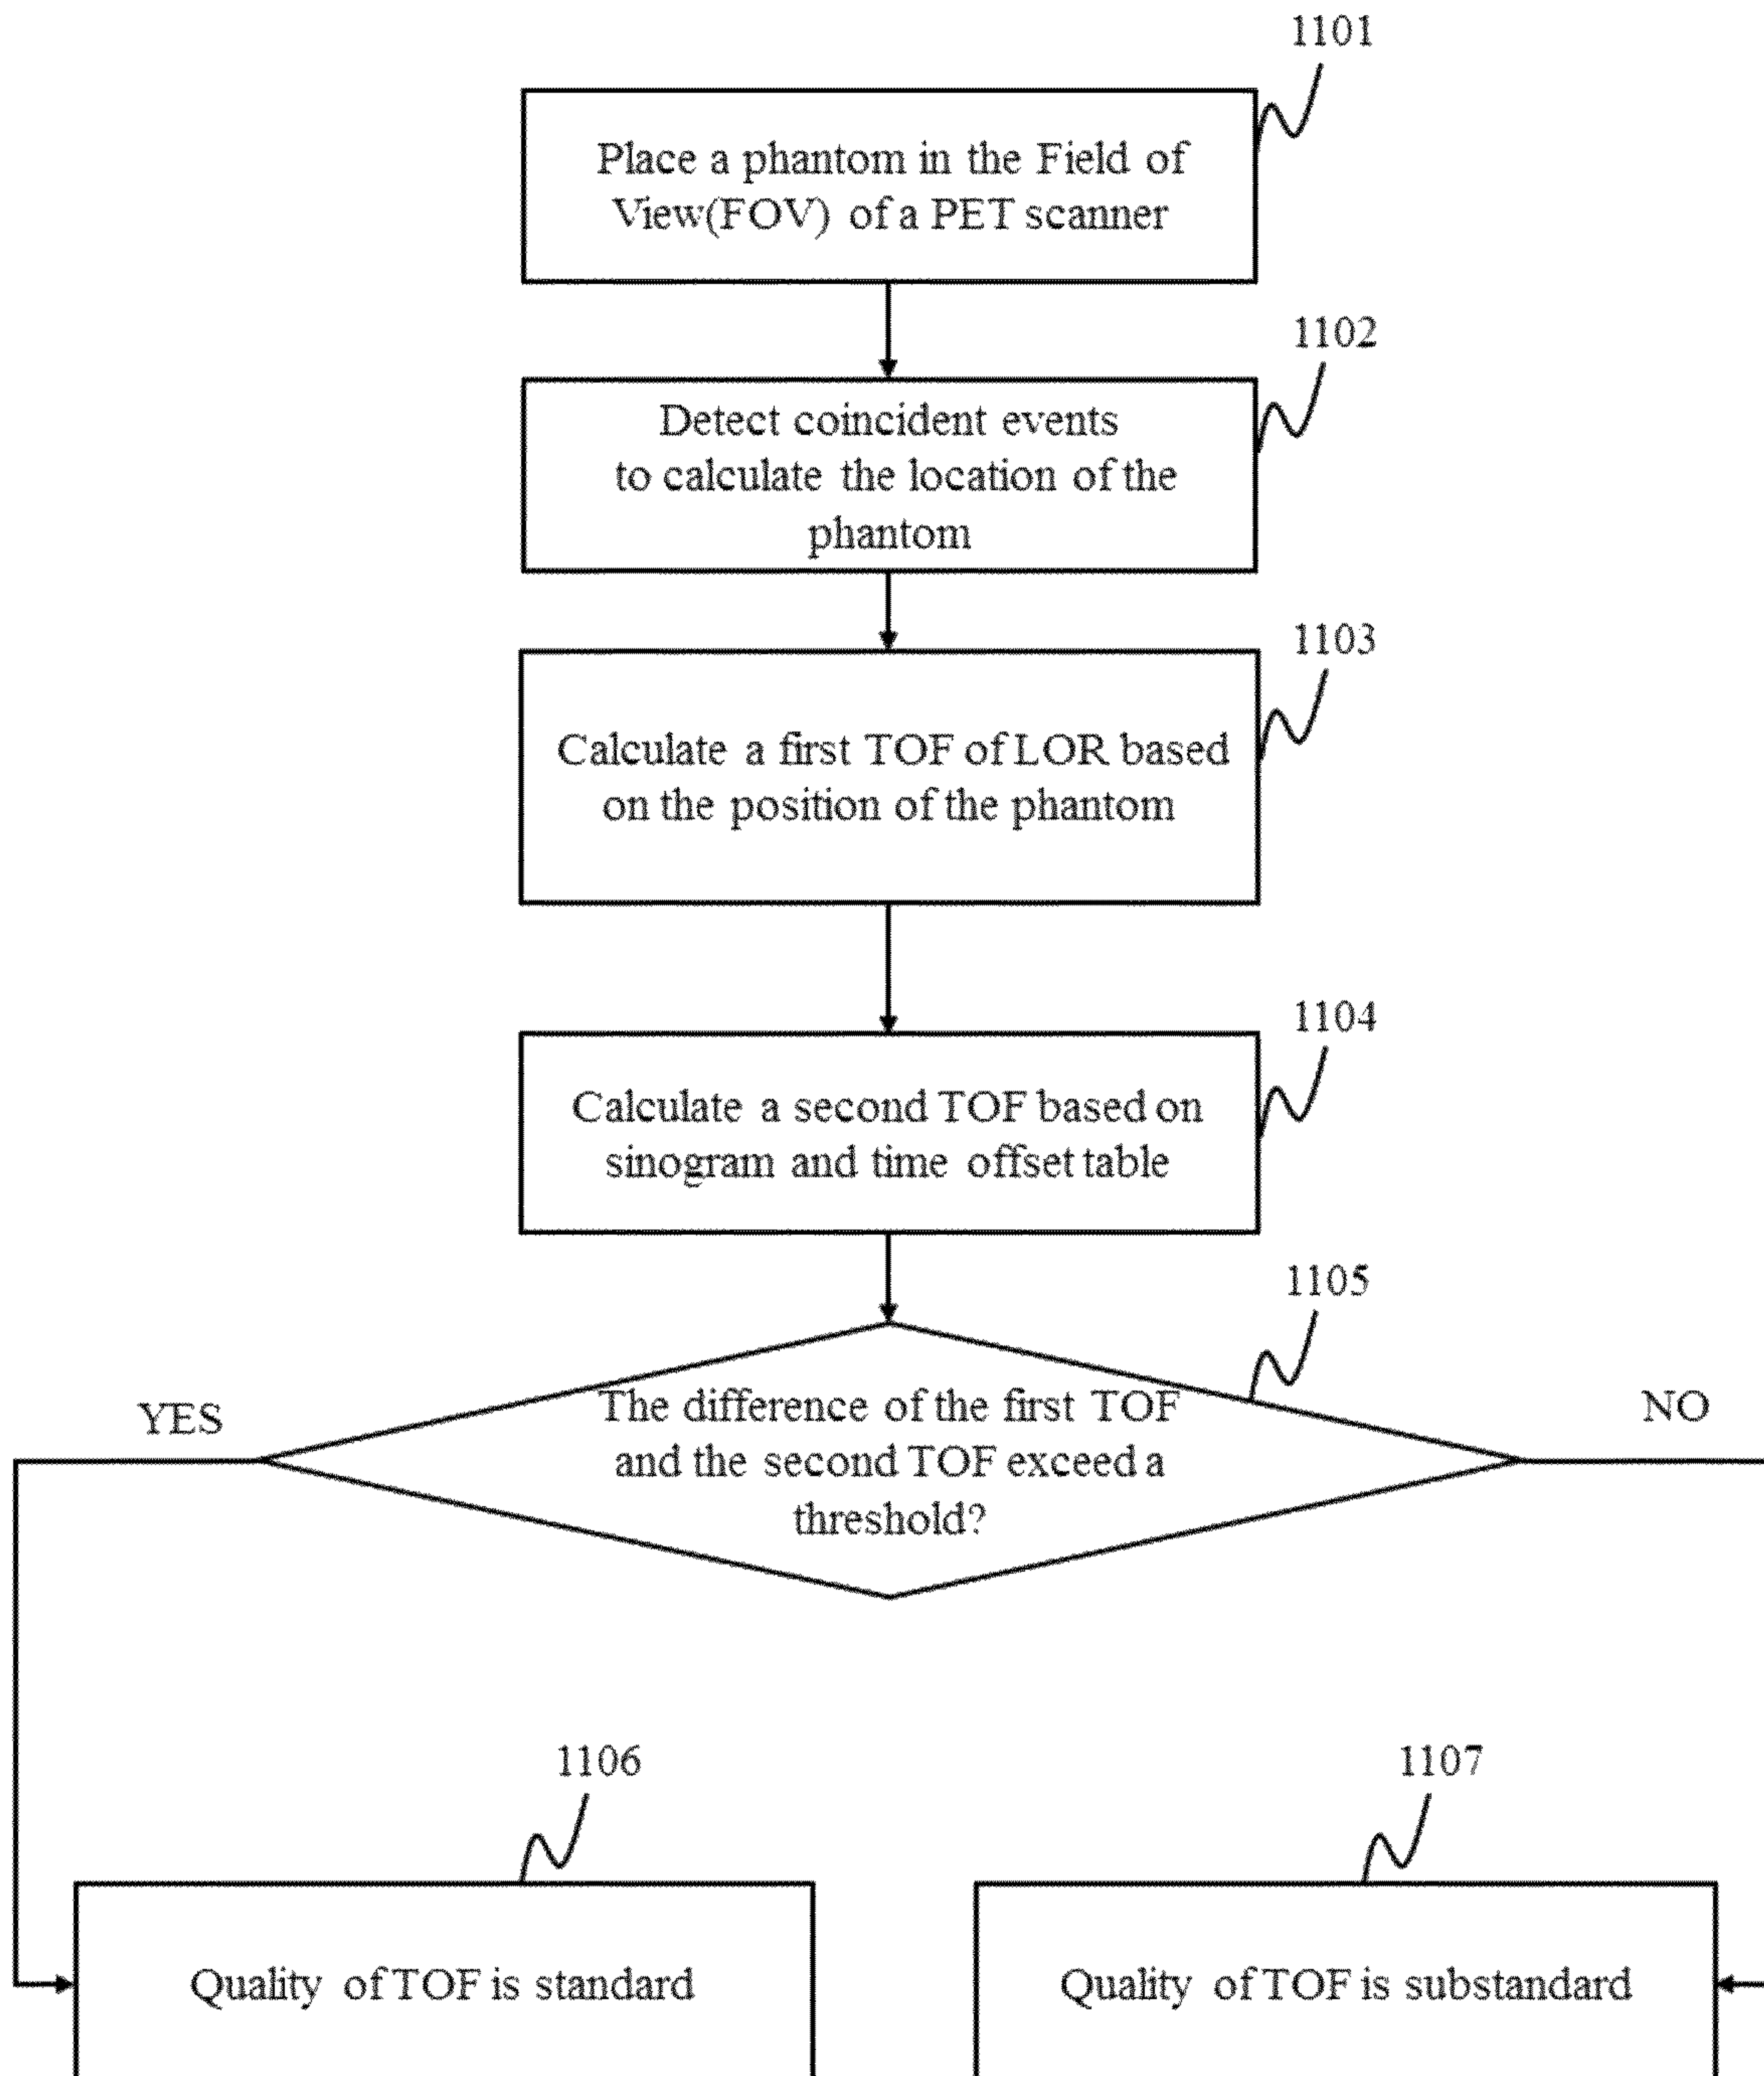 1101
Place a phantom in the Field of
View(FOV) of a PET scanner
1102
Detect coincident events
to calculate the location of the
phantom
1103
Calculate a first TOF of LOR based
on the position of the phantom
1104
Calculate a second TOF based on
sinogram and time offset table
1105
YES
The difference of the first TOF
and the second TOF exceed a
threshold?
NO
1106
Quality of TOF is standard
1107
Quality of TOF is substandard